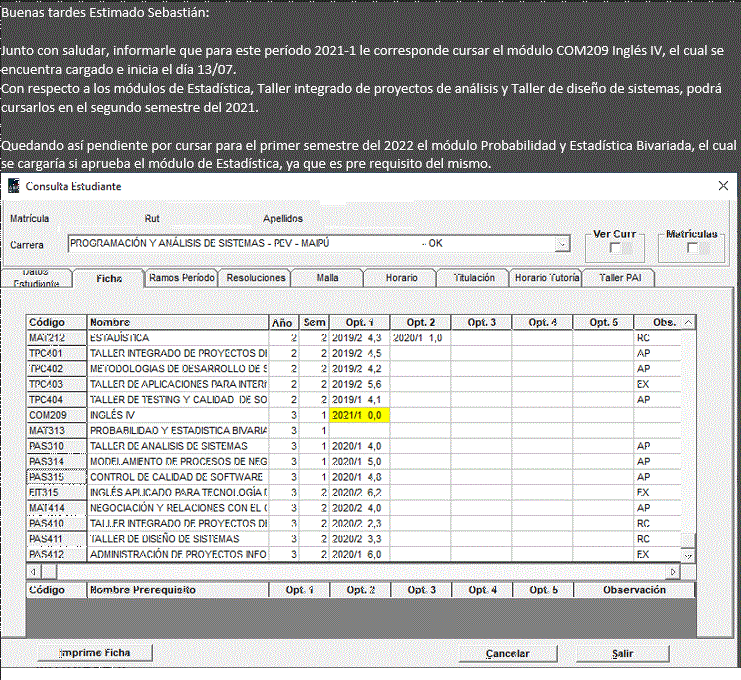 Buenas tardes Estimado Sebastián:
Junto con saludar, informarle que para este período 2021-1 le corresponde cursar el módulo COM209 Inglés IV, el cual se
encuentra cargado e inicia el día 13/07.
Con respecto a los módulos de Estadística, Taller integrado de proyectos de análisis y Taller de diseño de sistemas, podrá
cursarlos en el segundo semestre del 2021.
Quedando así pendiente por cursar para el primer semestre del 2022 el módulo Probabilidad y Estadística Bivariada, el cual
se cargaría si aprueba el módulo de Estadística, ya que es pre requisito del mismo.
Consulta Estudiante
Matrícula Rut Apellidos
Carrera PROGRAMACIÓN Y ANÁLISIS DE SISTEMAS - PEV - MAIPÚ - OK Ver Curr Matriculas
Datos Estudiante Ficha Ramos Período Resoluciones Malla Horario Titulación Horario Tutoría Taller PAI
Código Nombre Año Sem Opt. 1 Opt. 2 Opt. 3 Opt. 4 Opt. 5 Obs.
MAT212 ESTADÍSTICA 2 2 2019/2 4,3 2020/1 1,0 RC
TPC401 TALLER INTEGRADO DE PROYECTOS DI 2 2 2019/2 4,5 AP
TPC402 METODOLOGIAS DE DESARROLLO DE S 2 2 2019/2 4,2 AP
TPC403 TALLER DE APLICACIONES PARA INTER 2 2 2019/2 5,6 EX
TPC404 TALLER DE TESTING Y CALIDAD DE SO 2 2 2019/1 4,1 AP
COM209 INGLÉS IV 3 1 2021/1 0,0
MAT313 PROBABILIDAD Y ESTADISTICA BIVARIA 3 1
PAS310 TALLER DE ANALISIS DE SISTEMAS 3 1 2020/1 4,0 AP
PAS314 MODELAMIENTO DE PROCESOS DE NEG 3 1 2020/1 5,0 AP
PAS315 CONTROL DE CALIDAD DE SOFTWARE 3 1 2020/1 4,8 AP
EIT315 INGLÉS APLICADO PARA TECNOLOGÍA D 3 2 2020/2 6,2 EX
MAT414 NEGOCIACIÓN Y RELACIONES CON EL C 3 2 2020/2 4,0 AP
PAS410 TALLER INTEGRADO DE PROYECTOS DI 3 2 2020/2 2,3 RC
PAS411 TALLER DE DISEÑO DE SISTEMAS 3 2 2020/2 3,3 RC
PAS412 ADMINISTRACIÓN DE PROYECTOS INFO 3 2 2020/1 6,0 EX
Código Nombre Prerequisito Opt. 1 Opt. 2 Opt. 3 Opt. 4 Opt. 5 Observación
Imprime Ficha Cancelar Salir